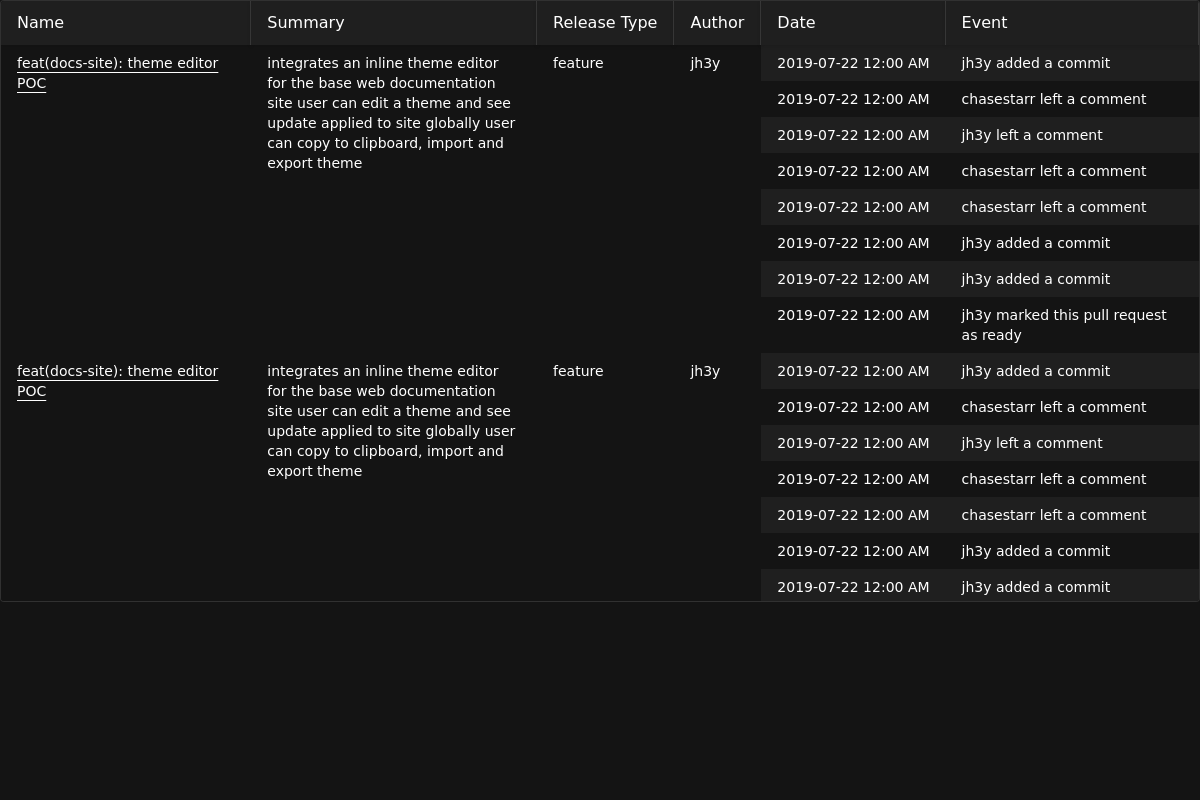 Name Summary Release Type Author Date Event
feat(docs-site): theme editor
POC
integrates an inline theme editor
for the base web documentation
site user can edit a theme and see
update applied to site globally user
can copy to clipboard, import and
export theme
feature
jh3y
2019-07-22 12:00 AM jh3y added a commit
2019-07-22 12:00 AM chasestarr left a comment
2019-07-22 12:00 AM jh3y left a comment
2019-07-22 12:00 AM chasestarr left a comment
2019-07-22 12:00 AM chasestarr left a comment
2019-07-22 12:00 AM jh3y added a commit
2019-07-22 12:00 AM jh3y added a commit
2019-07-22 12:00 AM jh3y marked this pull request
as ready
feat(docs-site): theme editor
POC
integrates an inline theme editor
for the base web documentation
site user can edit a theme and see
update applied to site globally user
can copy to clipboard, import and
export theme
feature
jh3y
2019-07-22 12:00 AM jh3y added a commit
2019-07-22 12:00 AM chasestarr left a comment
2019-07-22 12:00 AM jh3y left a comment
2019-07-22 12:00 AM chasestarr left a comment
2019-07-22 12:00 AM chasestarr left a comment
2019-07-22 12:00 AM jh3y added a commit
2019-07-22 12:00 AM jh3y added a commit